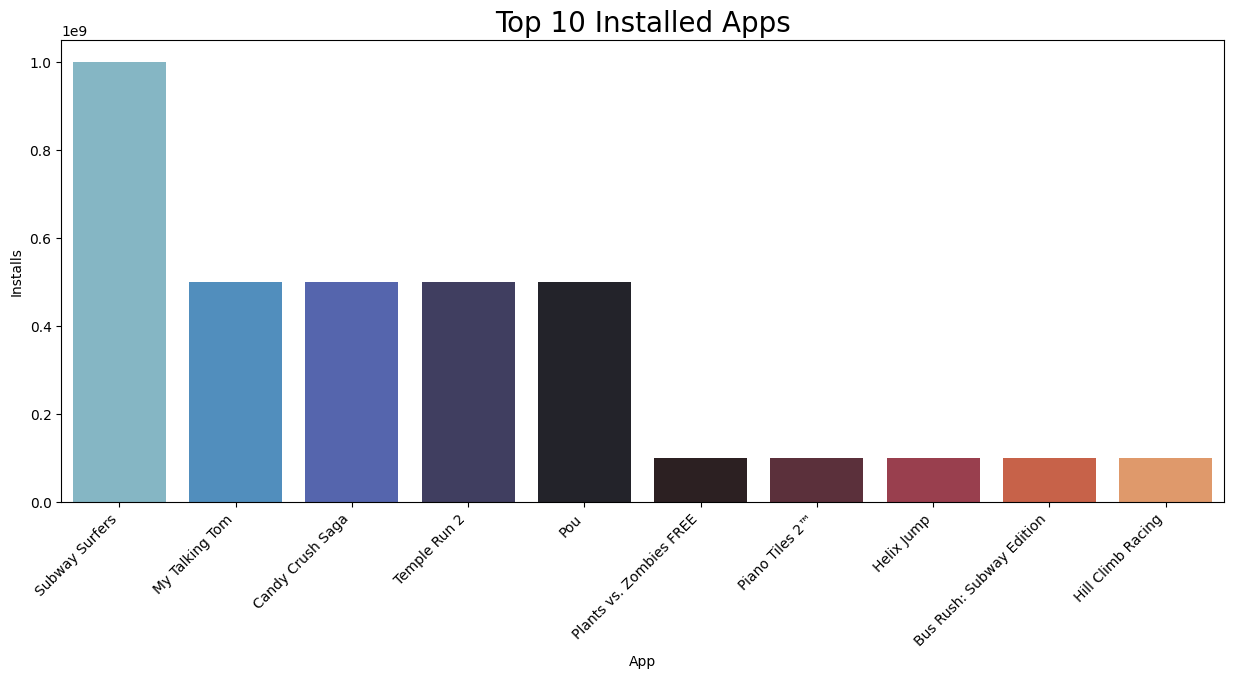 Top 10 Installed Apps
1e9
1.0
0.8
0.6
0.4
0.2
0.0
Installs
Subway Surfers
My Talking Tom
Candy Crush Saga
Temple Run 2
Pou
Plants vs. Zombies FREE
Piano Tiles 2™
Helix Jump
Bus Rush: Subway Edition
Hill Climb Racing
App